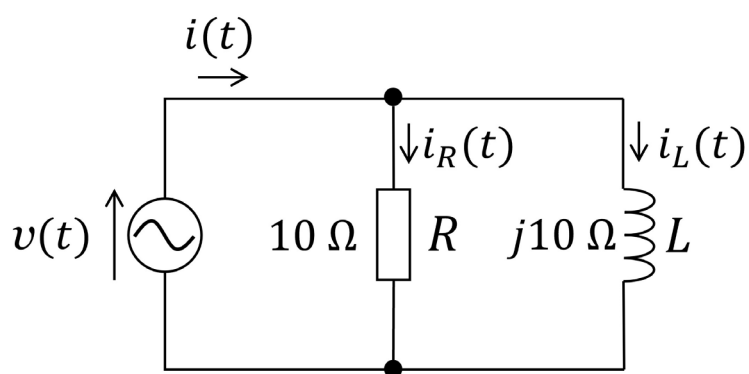 i(t)
i_R(t)
i_L(t)
v(t)
10 Ω
R
j10 Ω
L